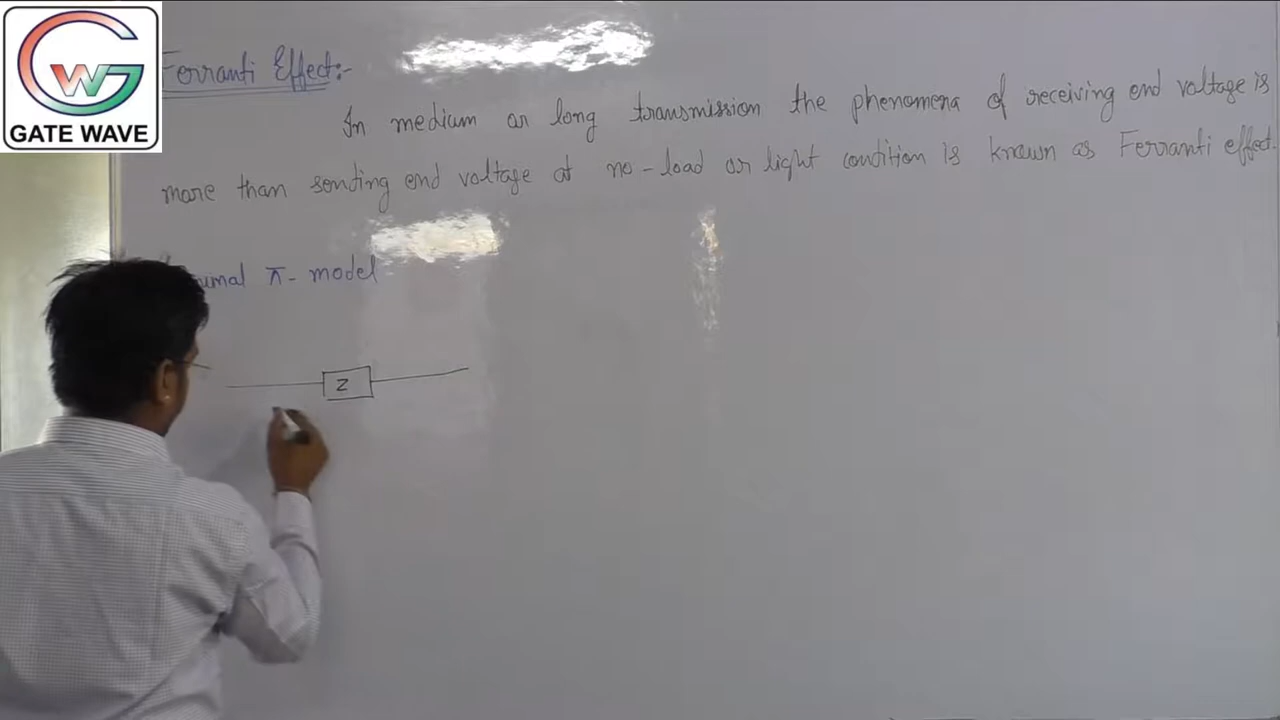 GW
GATE WAVE
Ferranti Effect:-
In medium or long transmission the phenomena of receiving end voltage is
more than sending end voltage at no-load or light condition is known as Ferranti effect.
π- model
Z